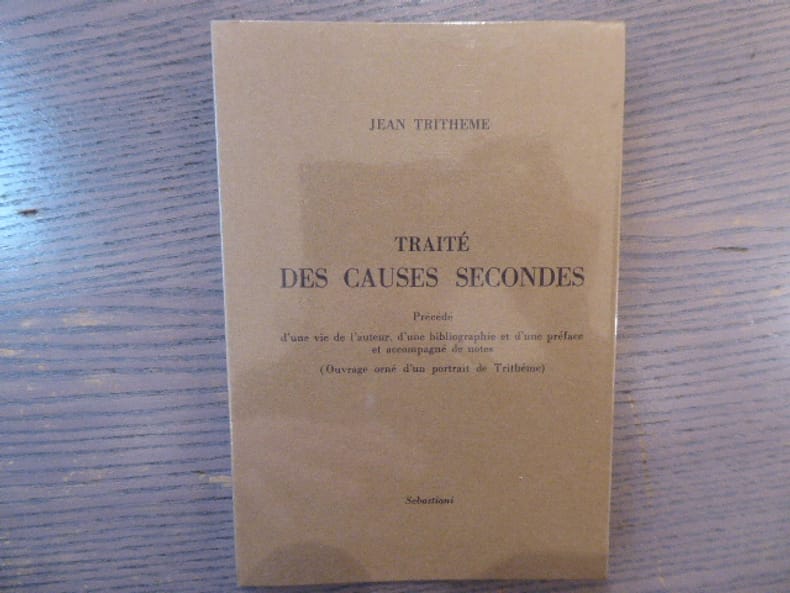 JEAN TRITHEME
TRAITÉ
DES CAUSES SECONDES
Précédé
d'une vie de l'auteur, d'une bibliographie et d'une préface
et accompagné de notes
(Ouvrage orné d'un portrait de Trithème)
Sebastiani